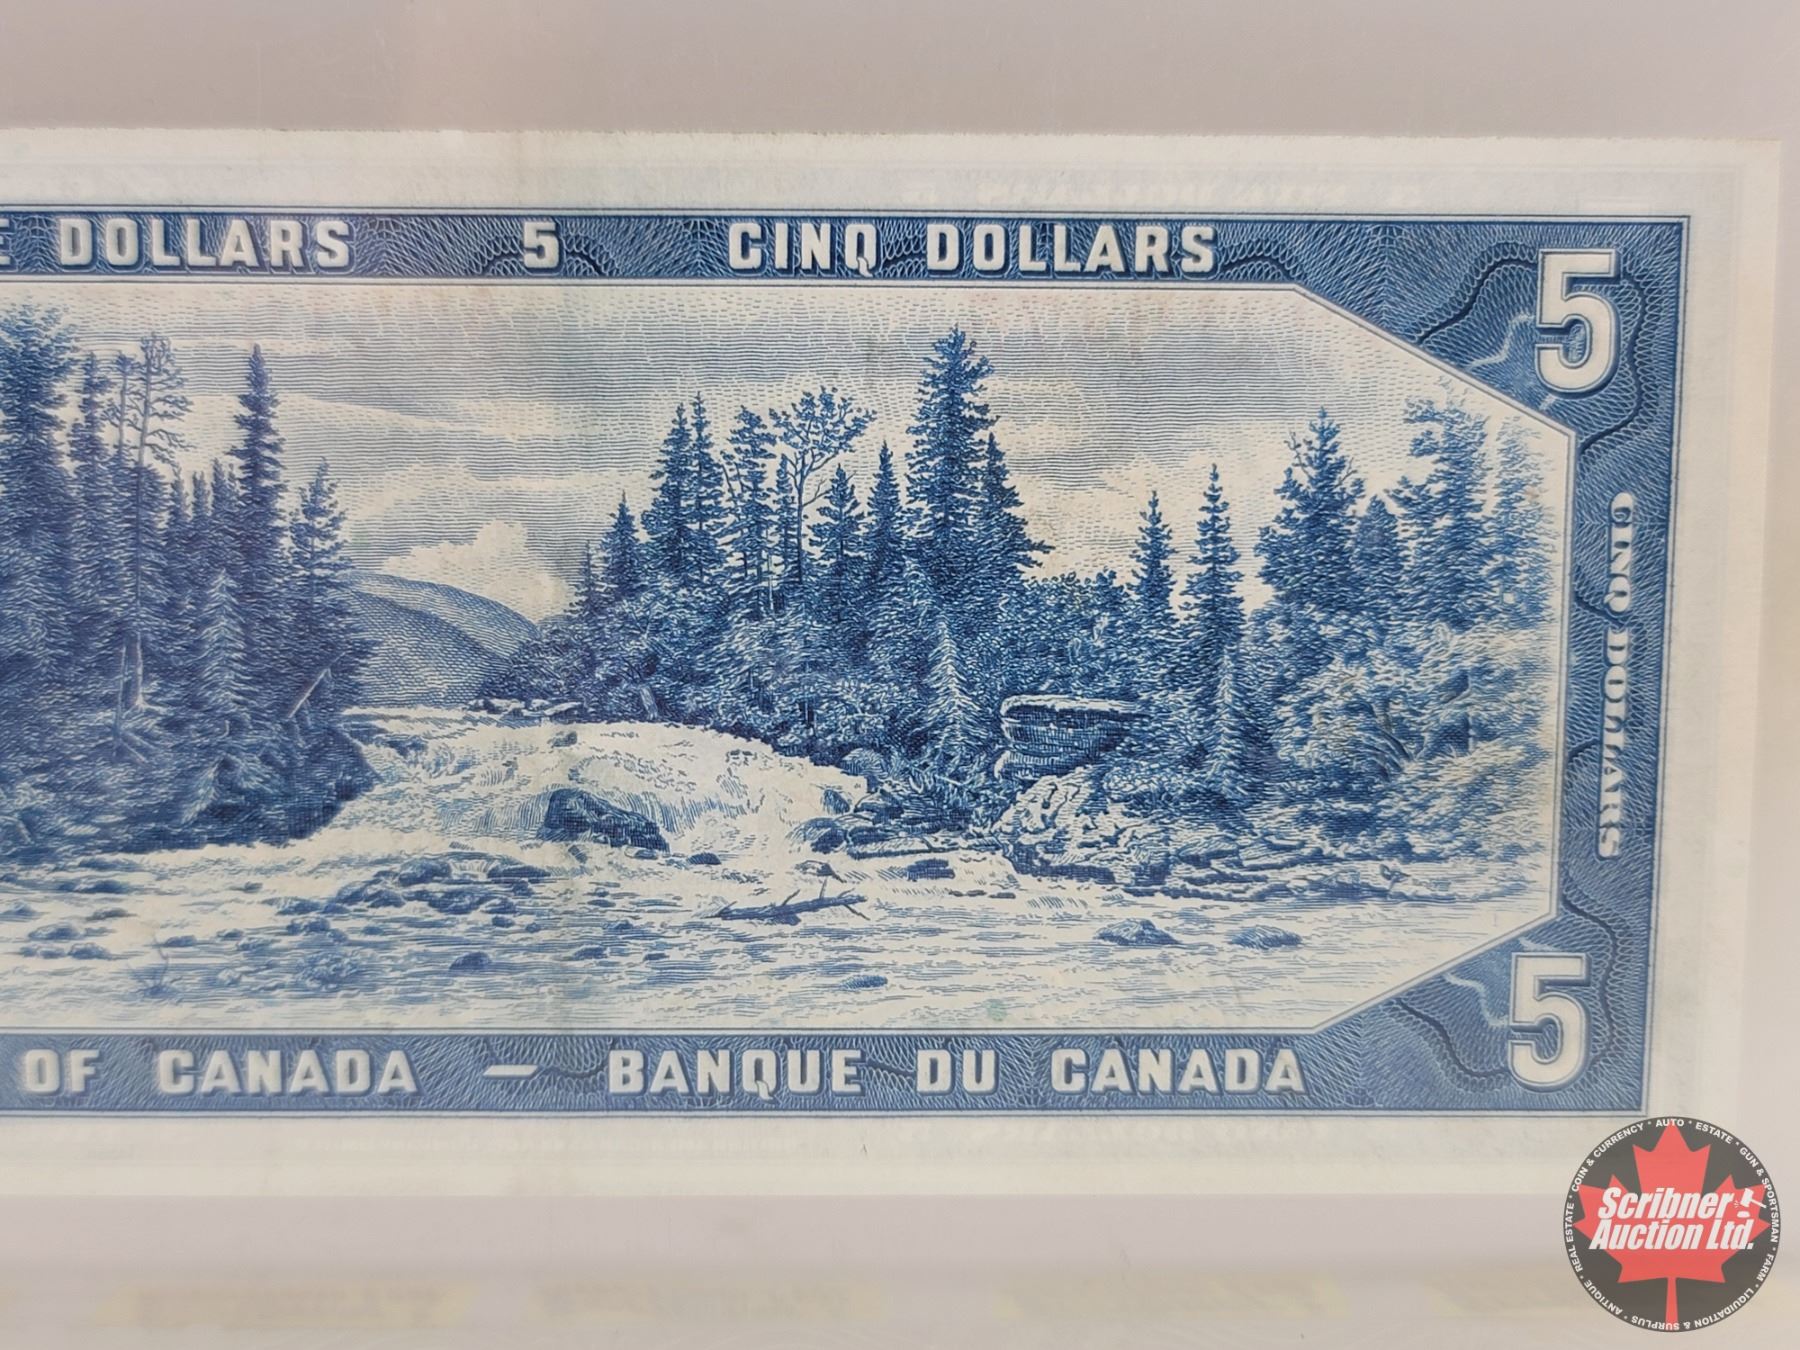 DOLLARS 5 CINQ DOLLARS 5
CINQ DOLLARS
5
OF CANADA — BANQUE DU CANADA
Scribner
Auction Ltd.
COIN & CURRENCY * AUTO * ESTATE * GUN & SPORTSMAN * FARM * LIQUIDATION & SURPLUS * ANTIQUE * REAL ESTATE *